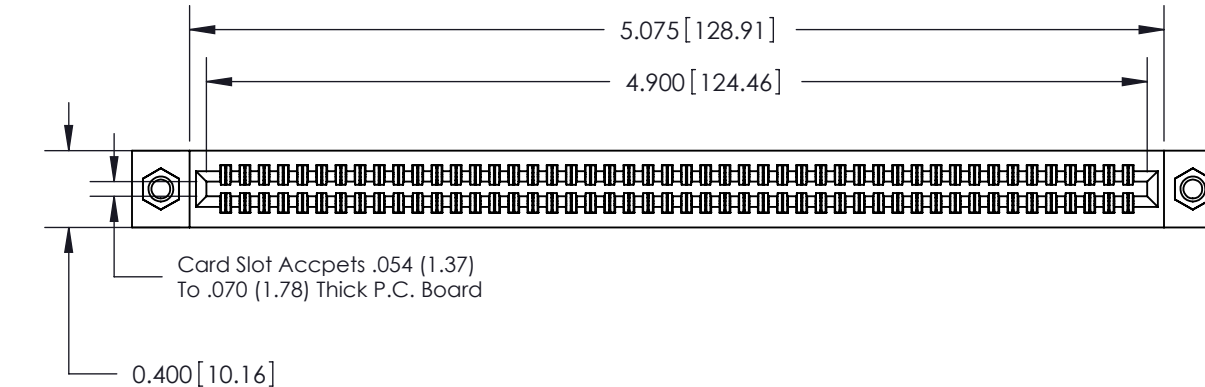 5.075[128.91]
4.900[124.46]
Card Slot Accpets .054 (1.37)
To .070 (1.78) Thick P.C. Board
0.400[10.16]